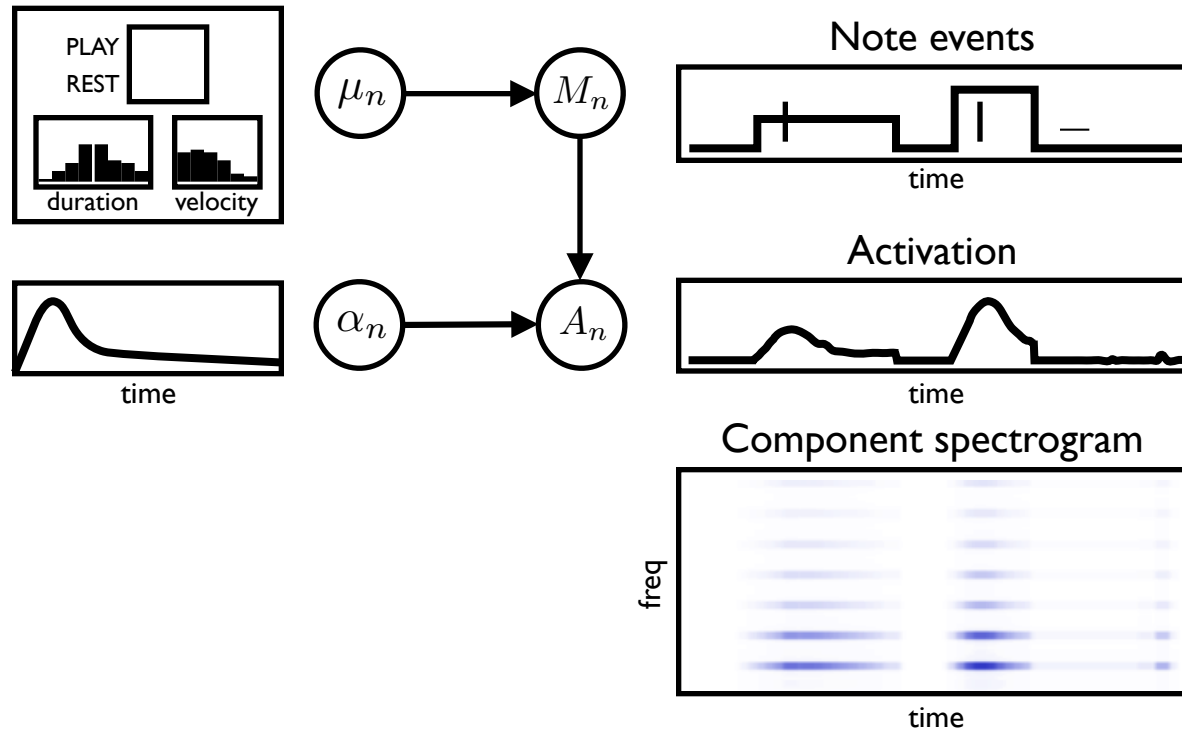 PLAY
REST
duration velocity
μₙ
Mₙ
Note events
time
time
αₙ
Aₙ
Activation
time
Component spectrogram
freq
time